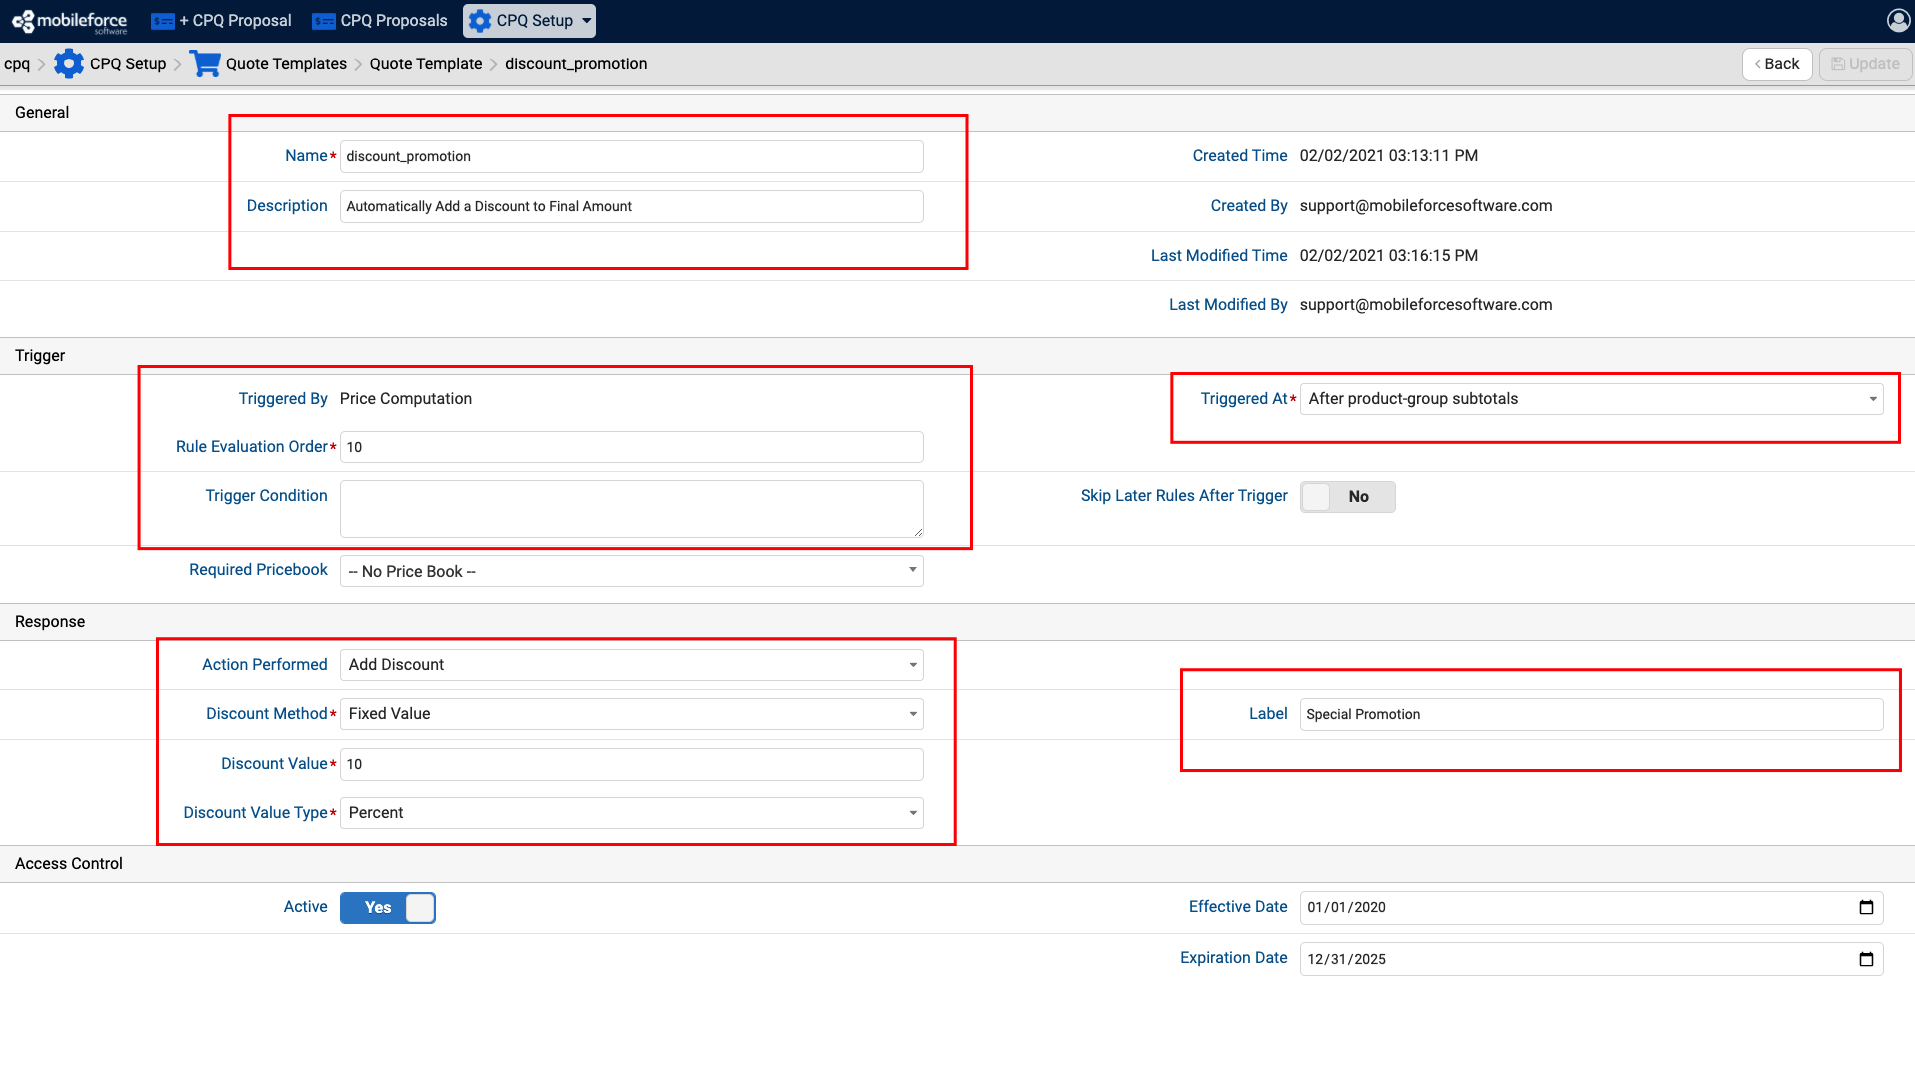 mobileforce software + CPQ Proposal CPQ Proposals CPQ Setup
cpq > CPQ Setup > Quote Templates > Quote Template > discount_promotion < Back Update
General
Name* discount_promotion Created Time 02/02/2021 03:13:11 PM
Description Automatically Add a Discount to Final Amount Created By support@mobileforcesoftware.com
Last Modified Time 02/02/2021 03:16:15 PM
Last Modified By support@mobileforcesoftware.com
Trigger
Triggered By Price Computation Triggered At* After product-group subtotals
Rule Evaluation Order* 10
Trigger Condition Skip Later Rules After Trigger No
Required Pricebook -- No Price Book --
Response
Action Performed Add Discount
Discount Method* Fixed Value Label Special Promotion
Discount Value* 10
Discount Value Type* Percent
Access Control
Active Yes Effective Date 01/01/2020
Expiration Date 12/31/2025